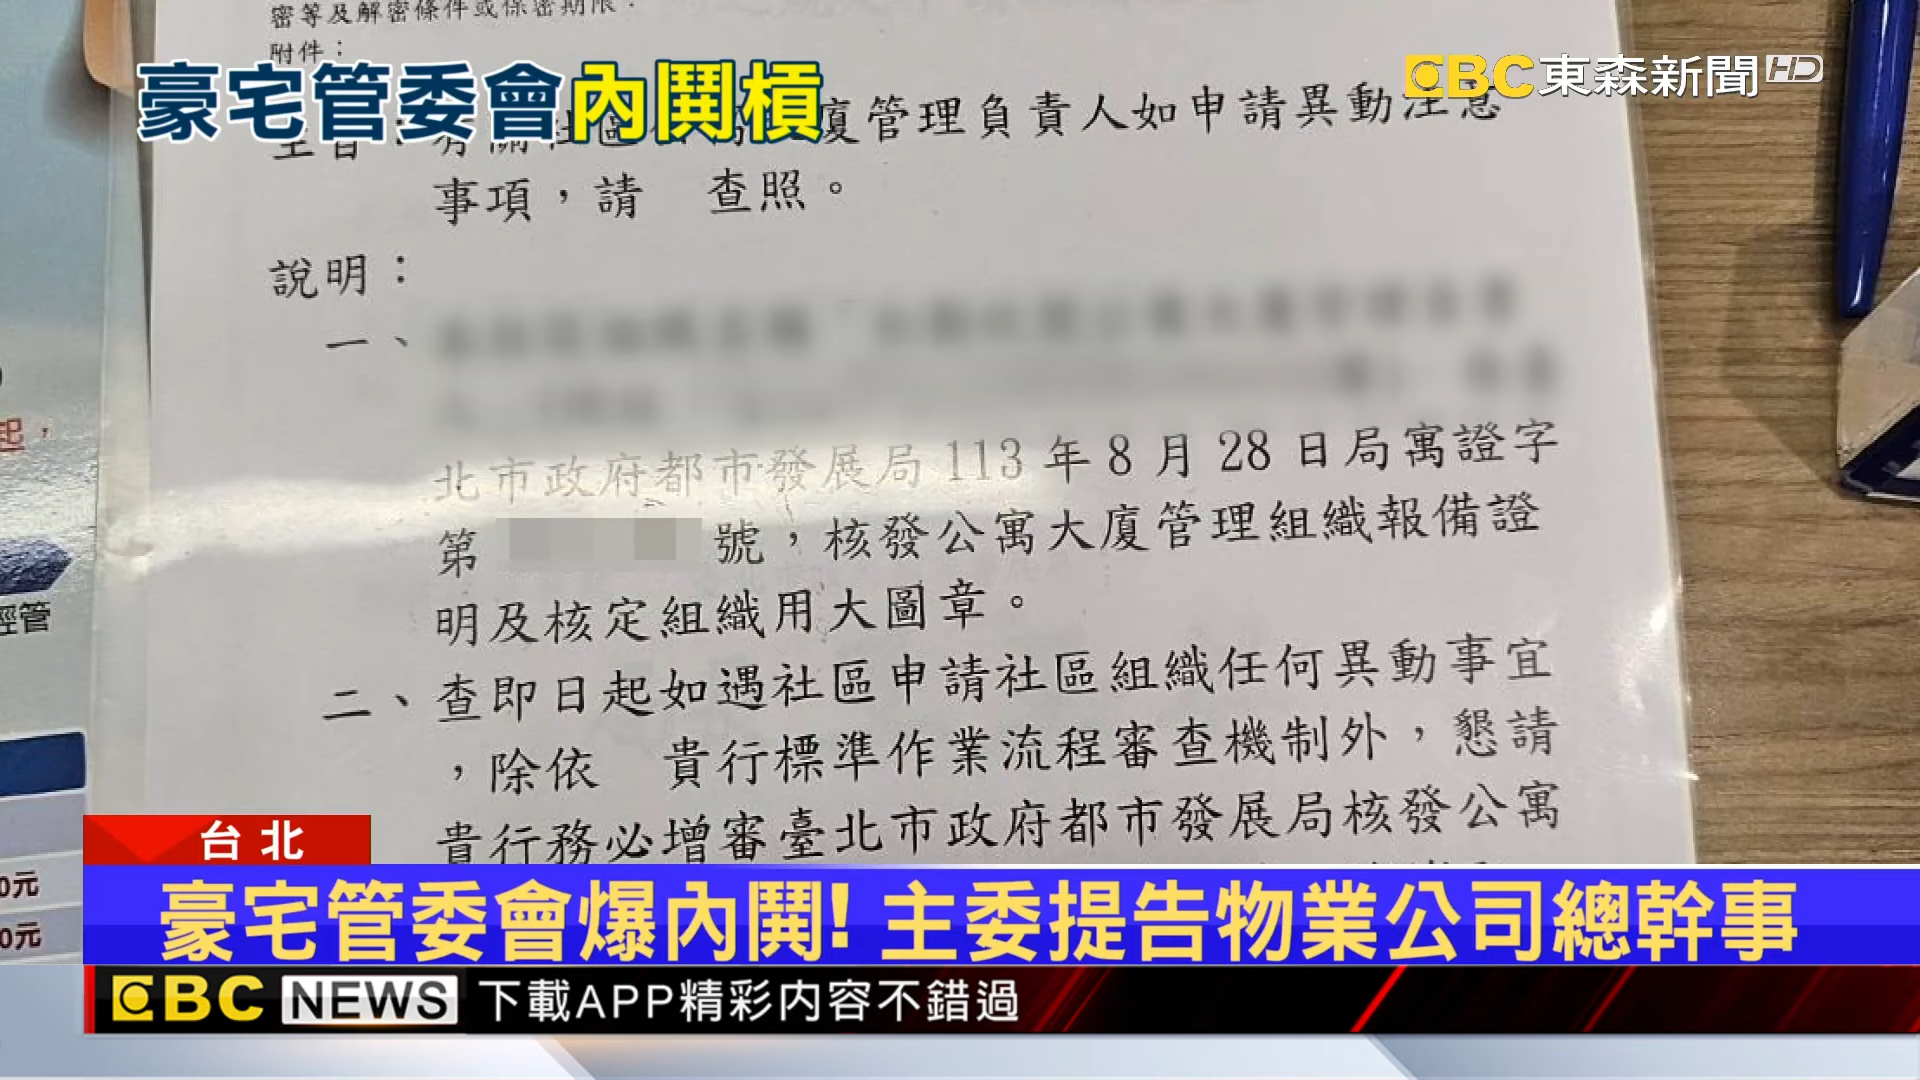 密等及解密條件或保密期限：
附件：
豪宅管委會內鬨槓
EBC東森新聞HD
廈管理負責人如申請異動注意
事項，請 查照。
說明：
一、
北市政府都市發展局113年8月28日局寓證字
第 號，核發公寓大廈管理組織報備證
明及核定組織用大圖章。
二、查即日起如遇社區申請社區組織任何異動事宜
，除依 貴行標準作業流程審查機制外，懇請
貴行務必增審臺北市政府都市發展局核發公寓
起，
經管
0元
0元
台北
豪宅管委會爆內鬨！主委提告物業公司總幹事
EBC NEWS 下載APP精彩內容不錯過